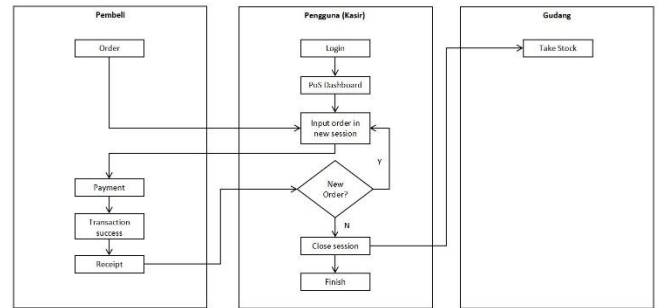 Pembeli
Pengguna (Kasir)
Gudang
Order
Login
Take Stock
PoS Dashboard
Input order in
new session
Y
Payment
New
Order?
Transaction
success
N
Receipt
Close session
Finish